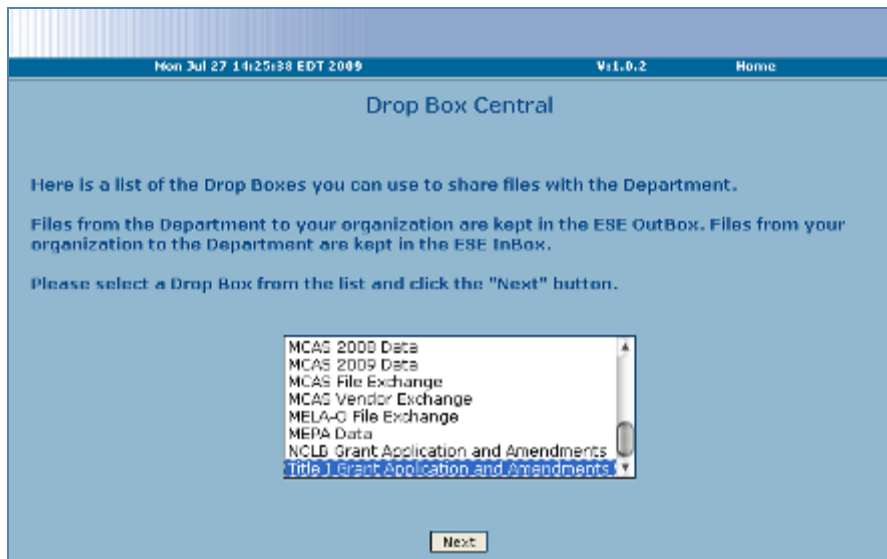 Mon Jul 27 14:25:38 EDT 2009 V:1.0.2 Home
Drop Box Central
Here is a list of the Drop Boxes you can use to share files with the Department.
Files from the Department to your organization are kept in the ESE OutBox. Files from your
organization to the Department are kept in the ESE InBox.
Please select a Drop Box from the list and click the "Next" button.
MCAS 2008 Data
MCAS 2009 Data
MCAS File Exchange
MCAS Vendor Exchange
MELA-O File Exchange
MEPA Data
NCLB Grant Application and Amendments
Title I Grant Application and Amendments
Next